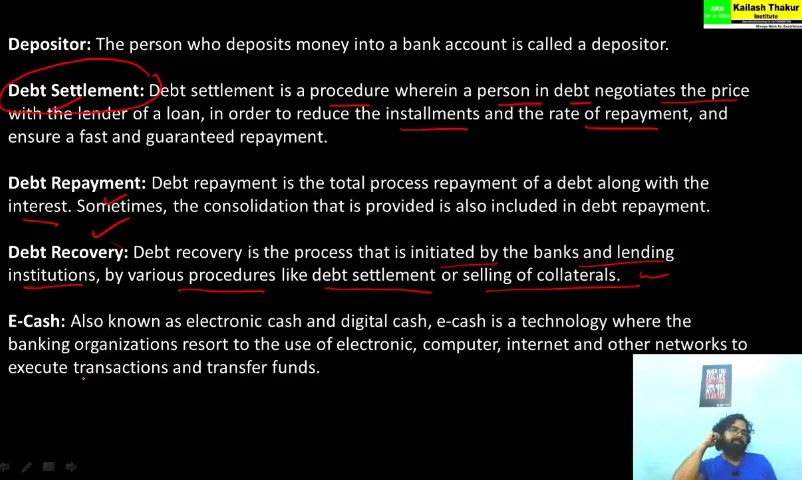 Kailash Thakur
Institute
Depositor: The person who deposits money into a bank account is called a depositor.
Debt Settlement: Debt settlement is a procedure wherein a person in debt negotiates the price
with the lender of a loan, in order to reduce the installments and the rate of repayment, and
ensure a fast and guaranteed repayment.
Debt Repayment: Debt repayment is the total process repayment of a debt along with the
interest. Sometimes, the consolidation that is provided is also included in debt repayment.
Debt Recovery: Debt recovery is the process that is initiated by the banks and lending
institutions, by various procedures like debt settlement or selling of collaterals.
E-Cash: Also known as electronic cash and digital cash, e-cash is a technology where the
banking organizations resort to the use of electronic, computer, internet and other networks to
execute transactions and transfer funds.